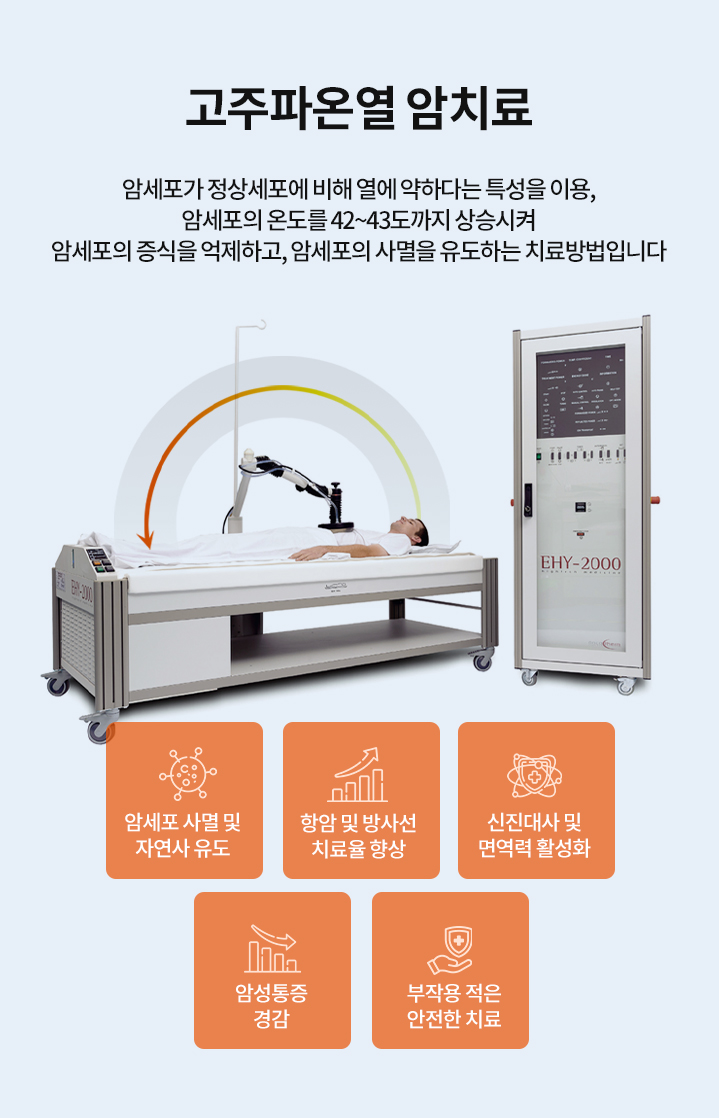 고주파온열 암치료
암세포가 정상세포에 비해 열에 약하다는 특성을 이용,
암세포의 온도를 42~43도까지 상승시켜
암세포의 증식을 억제하고, 암세포의 사멸을 유도하는 치료방법입니다
EHY-2000
EHY-2000
암세포 사멸 및
자연사 유도
항암 및 방사선
치료율 향상
신진대사 및
면역력 활성화
암성통증
경감
부작용 적은
안전한 치료